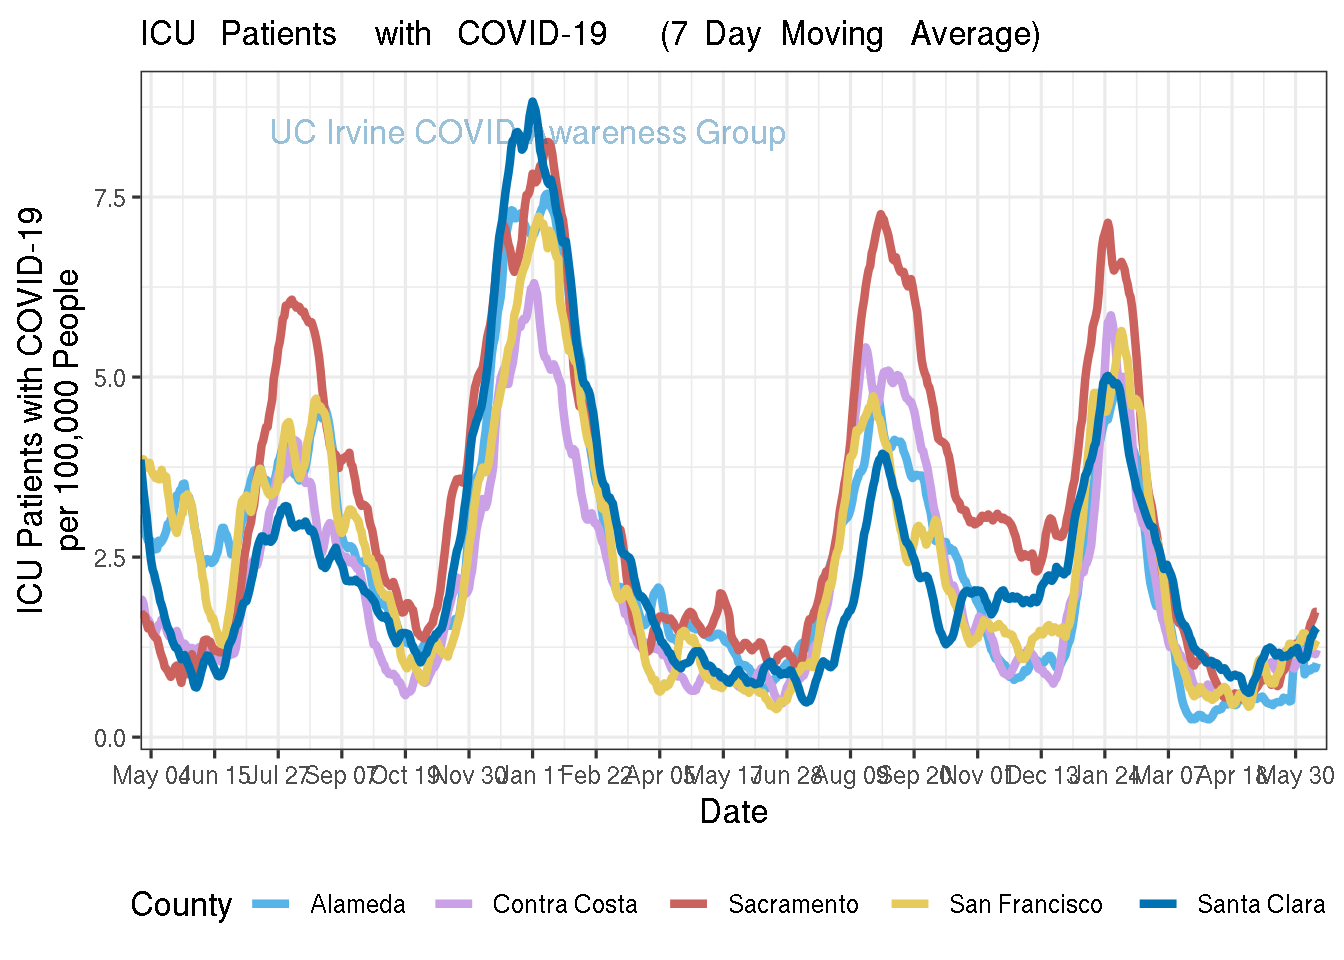 ICU Patients with COVID-19 (7 Day Moving Average)
UC Irvine COVID Awareness Group
ICU Patients with COVID-19
per 100,000 People
7.5
5.0
2.5
0.0
May 04 Jun 15 Jul 27 Sep 07 Oct 19 Nov 30 Jan 11 Feb 22 Apr 05 May 17 Jun 28 Aug 09 Sep 20 Nov 01 Dec 13 Jan 24 Mar 07 Apr 18 May 30
Date
County Alameda Contra Costa Sacramento San Francisco Santa Clara